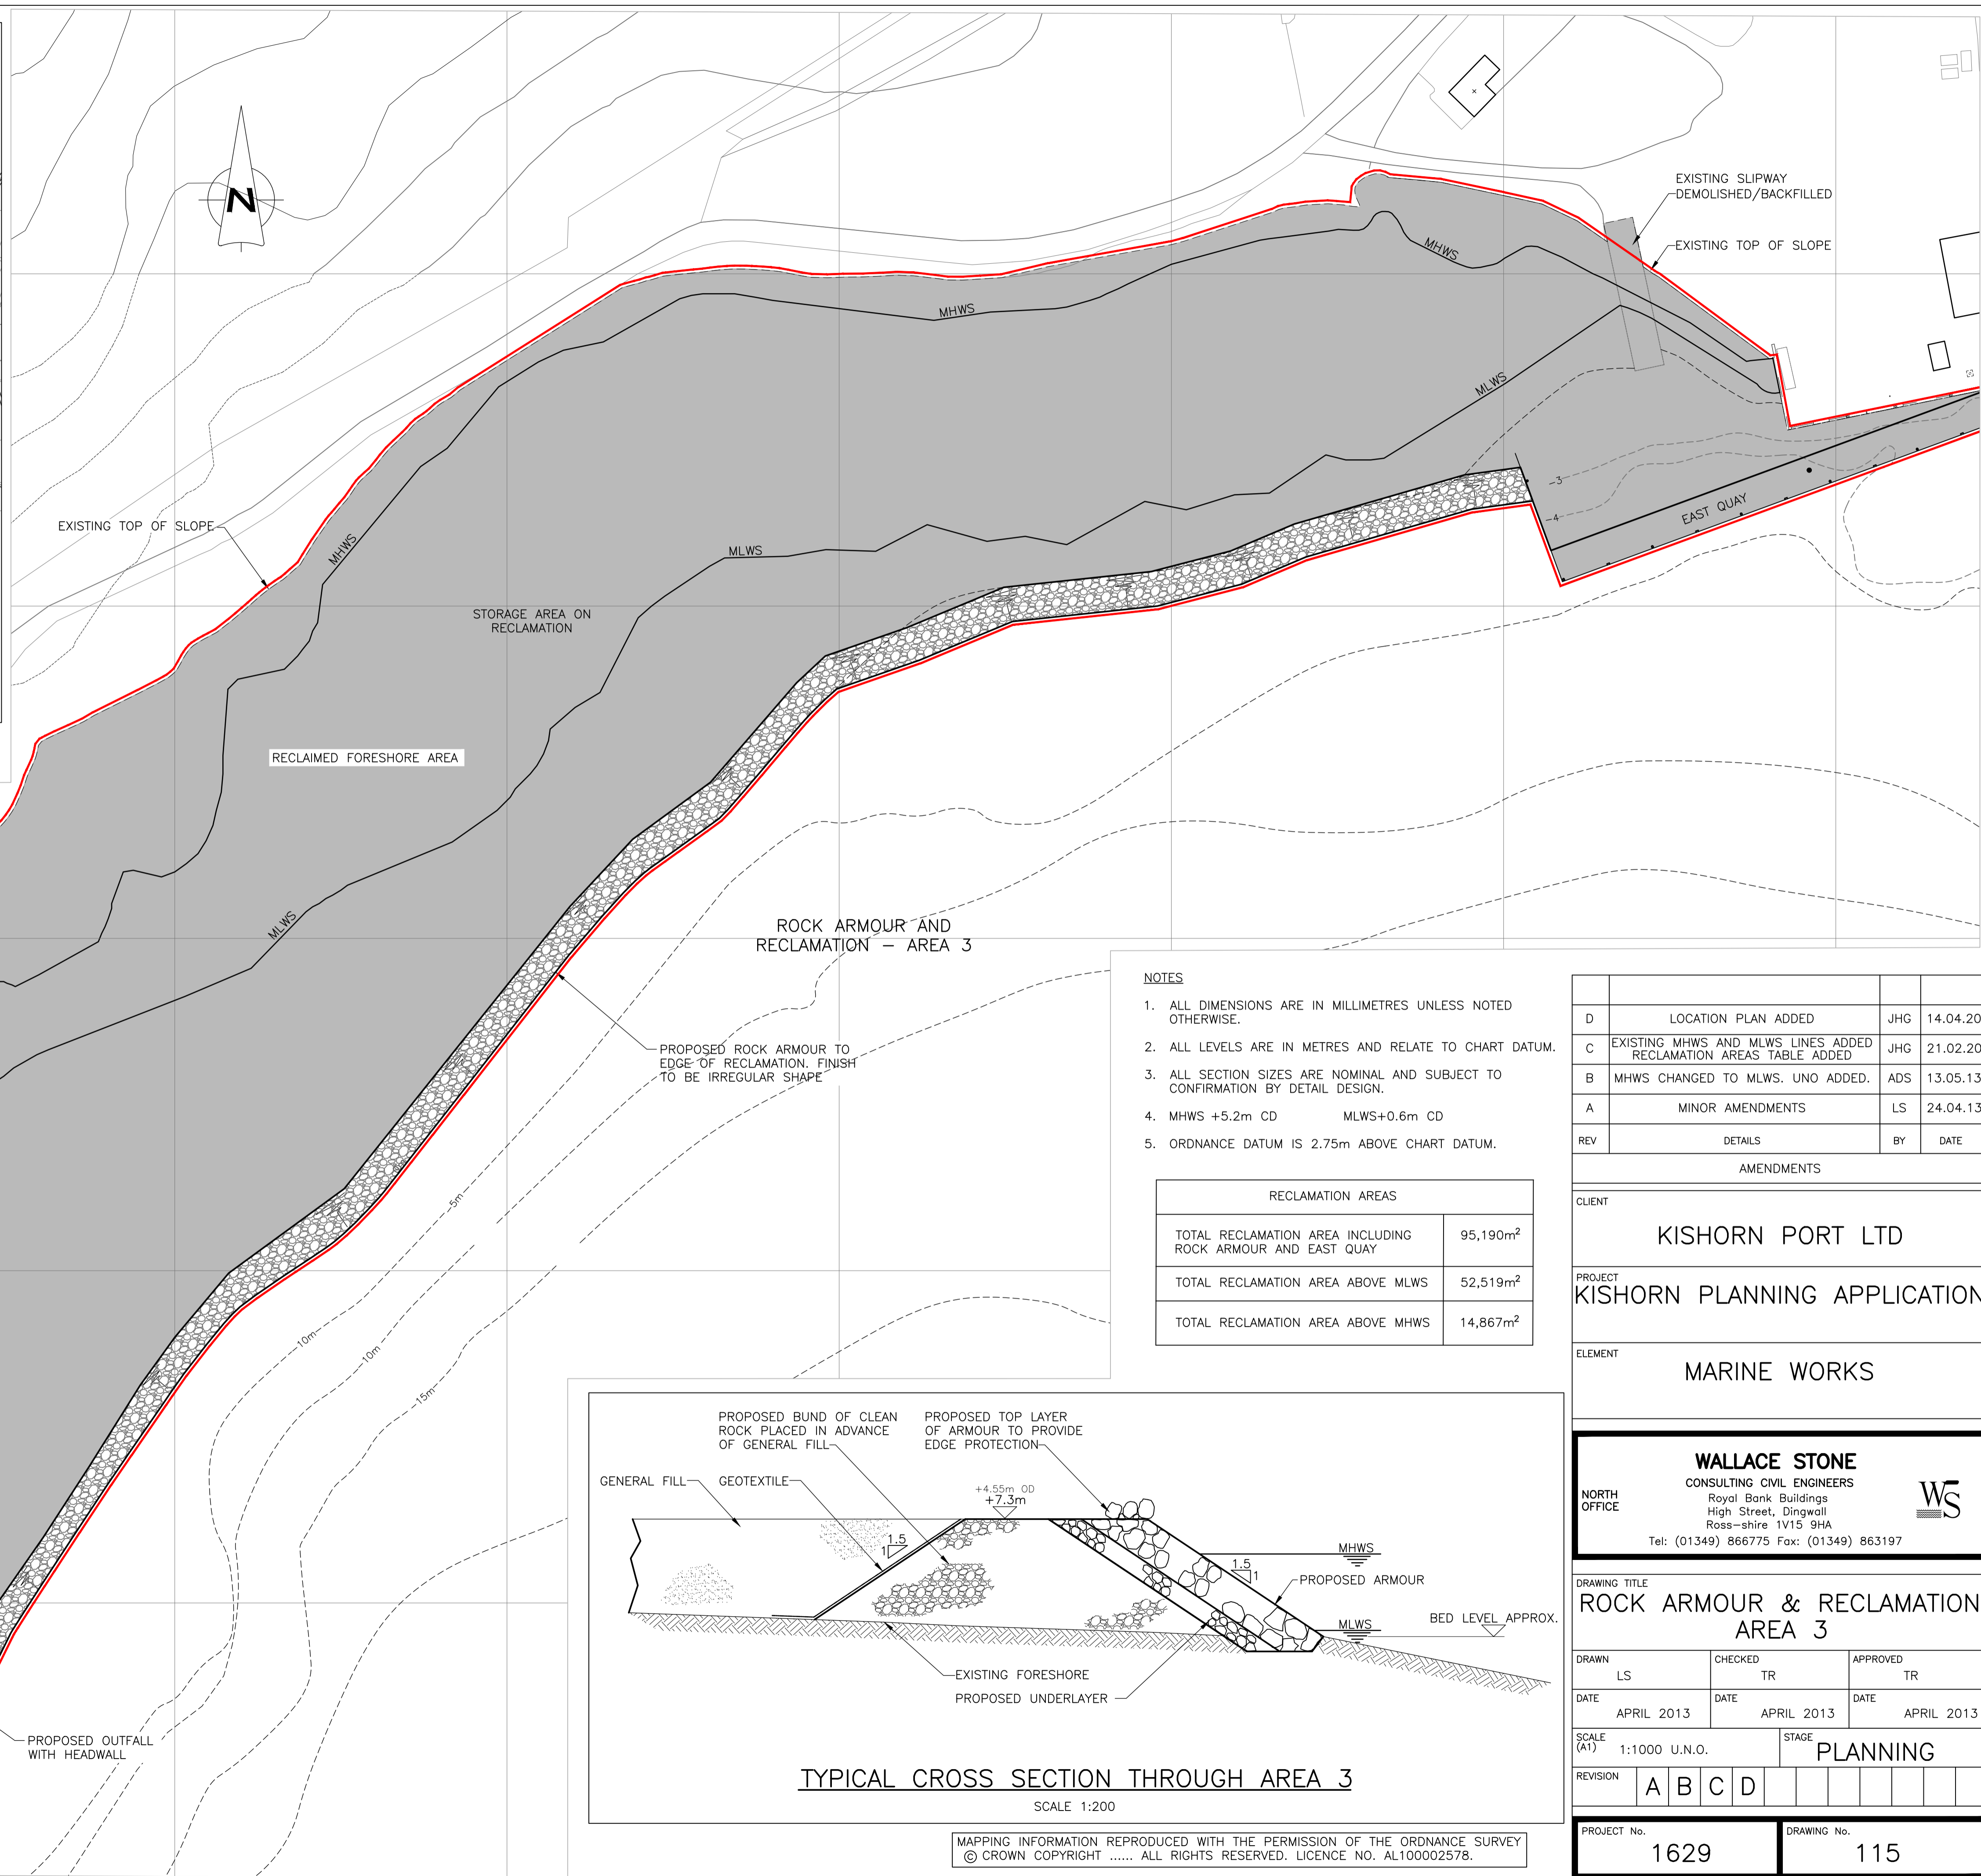 N
EXISTING SLIPWAY
DEMOLISHED/BACKFILLED
EXISTING TOP OF SLOPE
MHWS
MHWS
MLWS
EXISTING TOP OF SLOPE
MHWS
MLWS
-3
-4
EAST QUAY
STORAGE AREA ON
RECLAMATION
RECLAIMED FORESHORE AREA
MLWS
ROCK ARMOUR AND
RECLAMATION – AREA 3
PROPOSED ROCK ARMOUR TO
EDGE OF RECLAMATION. FINISH
TO BE IRREGULAR SHAPE
-5m
-10m
-10m
-15m
PROPOSED OUTFALL
WITH HEADWALL
NOTES
1. ALL DIMENSIONS ARE IN MILLIMETRES UNLESS NOTED
OTHERWISE.
2. ALL LEVELS ARE IN METRES AND RELATE TO CHART DATUM.
3. ALL SECTION SIZES ARE NOMINAL AND SUBJECT TO
CONFIRMATION BY DETAIL DESIGN.
4. MHWS +5.2m CD MLWS+0.6m CD
5. ORDNANCE DATUM IS 2.75m ABOVE CHART DATUM.
RECLAMATION AREAS
TOTAL RECLAMATION AREA INCLUDING
ROCK ARMOUR AND EAST QUAY 95,190m²
TOTAL RECLAMATION AREA ABOVE MLWS 52,519m²
TOTAL RECLAMATION AREA ABOVE MHWS 14,867m²
PROPOSED BUND OF CLEAN
ROCK PLACED IN ADVANCE
OF GENERAL FILL
PROPOSED TOP LAYER
OF ARMOUR TO PROVIDE
EDGE PROTECTION
GENERAL FILL
GEOTEXTILE
+4.55m OD
+7.3m
1.5
1
MHWS
1.5
1
PROPOSED ARMOUR
MLWS
BED LEVEL APPROX.
EXISTING FORESHORE
PROPOSED UNDERLAYER
TYPICAL CROSS SECTION THROUGH AREA 3
SCALE 1:200
MAPPING INFORMATION REPRODUCED WITH THE PERMISSION OF THE ORDNANCE SURVEY
© CROWN COPYRIGHT ...... ALL RIGHTS RESERVED. LICENCE NO. AL100002578.
D LOCATION PLAN ADDED JHG 14.04.20
C EXISTING MHWS AND MLWS LINES ADDED
RECLAMATION AREAS TABLE ADDED JHG 21.02.20
B MHWS CHANGED TO MLWS. UNO ADDED. ADS 13.05.13
A MINOR AMENDMENTS LS 24.04.13
REV DETAILS BY DATE
AMENDMENTS
CLIENT
KISHORN PORT LTD
PROJECT
KISHORN PLANNING APPLICATION
ELEMENT
MARINE WORKS
WALLACE STONE
CONSULTING CIVIL ENGINEERS
NORTH
OFFICE
Royal Bank Buildings
High Street, Dingwall
Ross-shire 1V15 9HA
Tel: (01349) 866775 Fax: (01349) 863197
WS
DRAWING TITLE
ROCK ARMOUR & RECLAMATION
AREA 3
DRAWN LS
CHECKED TR
APPROVED TR
DATE APRIL 2013
DATE APRIL 2013
DATE APRIL 2013
SCALE
(A1) 1:1000 U.N.O.
STAGE PLANNING
REVISION A B C D
PROJECT No.
1629
DRAWING No.
115